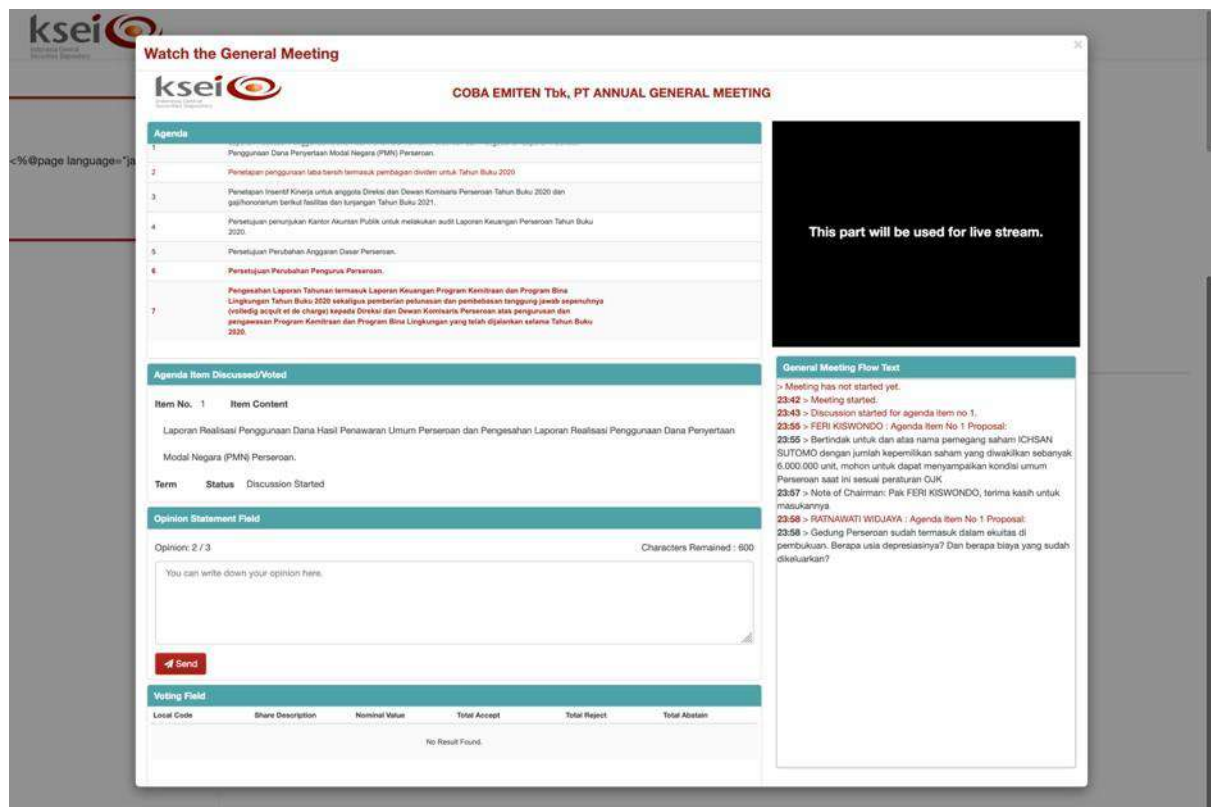 ksei
<%@page language="ja
Watch the General Meeting
×
ksei
COBA EMITEN Tbk, PT ANNUAL GENERAL MEETING
Agenda
1
Penggunaan Dana Penyertaan Modal Negara (PMN) Perseroan.
2 Penetapan penggunaan laba bersih termasuk pembagian dividen untuk Tahun Buku 2020
3 Penetapan Insentif Kinerja untuk anggota Direksi dan Dewan Komisaris Perseroan Tahun Buku 2020 dan
gaji/honorarium berikut fasilitas dan tunjangan Tahun Buku 2021.
4 Persetujuan penunjukan Kantor Akuntan Publik untuk melakukan audit Laporan Keuangan Perseroan Tahun Buku
2020.
5 Persetujuan Perubahan Anggaran Dasar Perseroan.
6 Persetujuan Perubahan Pengurus Perseroan.
7 Pengesahan Laporan Tahunan termasuk Laporan Keuangan Program Kemitraan dan Program Bina
Lingkungan Tahun Buku 2020 sekaligus pemberian pelunasan dan pembebasan tanggung jawab sepenuhnya
(volledig acquit et de charge) kepada Direksi dan Dewan Komisaris Perseroan atas pengurusan dan
pengawasan Program Kemitraan dan Program Bina Lingkungan yang telah dijalankan selama Tahun Buku
2020.
This part will be used for live stream.
Agenda Item Discussed/Voted
Item No. 1 Item Content
Laporan Realisasi Penggunaan Dana Hasil Penawaran Umum Perseroan dan Pengesahan Laporan Realisasi Penggunaan Dana Penyertaan
Modal Negara (PMN) Perseroan.
Term Status Discussion Started
Opinion Statement Field
Opinion: 2 / 3 Characters Remained : 600
You can write down your opinion here.
Send
Voting Field
Local Code Share Description Nominal Value Total Accept Total Reject Total Abstain
No Result Found.
General Meeting Flow Text
> Meeting has not started yet.
23:42 > Meeting started.
23:43 > Discussion started for agenda item no 1.
23:55 > FERI KISWONDO : Agenda Item No 1 Proposal:
23:55 > Bertindak untuk dan atas nama pemegang saham ICHSAN
SUTOMO dengan jumlah kepemilikan saham yang diwakilkan sebanyak
6.000.000 unit, mohon untuk dapat menyampaikan kondisi umum
Perseroan saat ini sesuai peraturan OJK
23:57 > Note of Chairman: Pak FERI KISWONDO, terima kasih untuk
masukannya
23:58 > RATNAWATI WIDJAYA : Agenda Item No 1 Proposal:
23:58 > Gedung Perseroan sudah termasuk dalam ekuitas di
pembukuan. Berapa usia depresiasinya? Dan berapa biaya yang sudah
dikeluarkan?